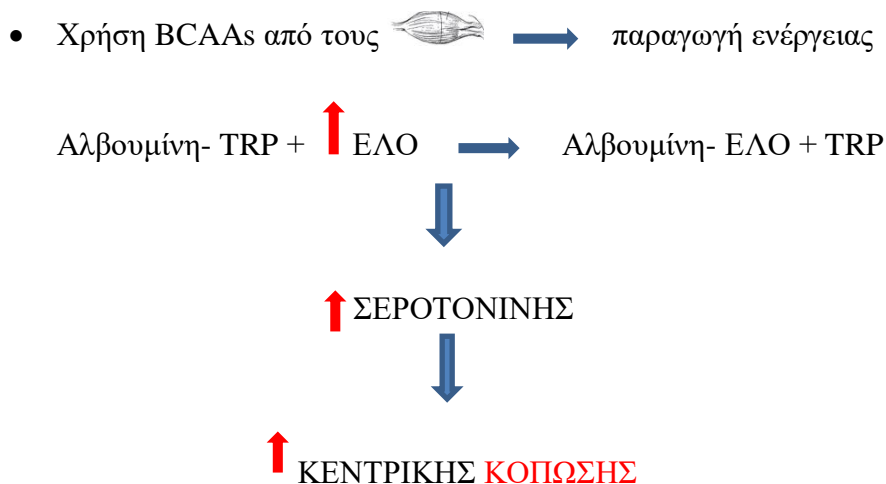 • Χρήση BCAAs από τους παραγωγή ενέργειας
Αλβουμίνη- TRP + ΕΛΟ Αλβουμίνη- ΕΛΟ + TRP
ΣΕΡΟΤΟΝΙΝΗΣ
ΚΕΝΤΡΙΚΗΣ ΚΟΠΩΣΗΣ